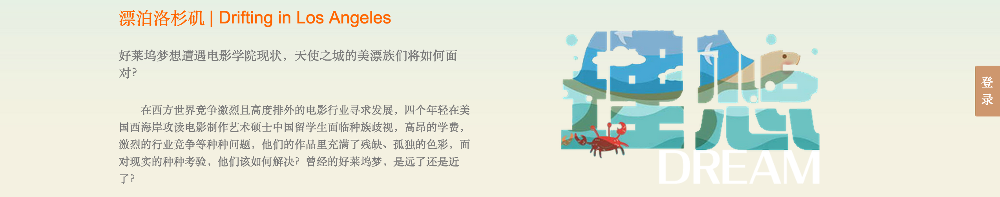 漂泊洛杉矶 | Drifting in Los Angeles
好莱坞梦想遭遇电影学院现状，天使之城的美漂族们将如何面
对？
在西方世界竞争激烈且高度排外的电影行业寻求发展，四个年轻在美
国西海岸攻读电影制作艺术硕士中国留学生面临种族歧视，高昂的学费，
激烈的行业竞争等种种问题，他们的作品里充满了残缺、孤独的色彩，面
对现实的种种考验，他们该如何解决？曾经的好莱坞梦，是远了还是近
了？
理想
DREAM
登
录